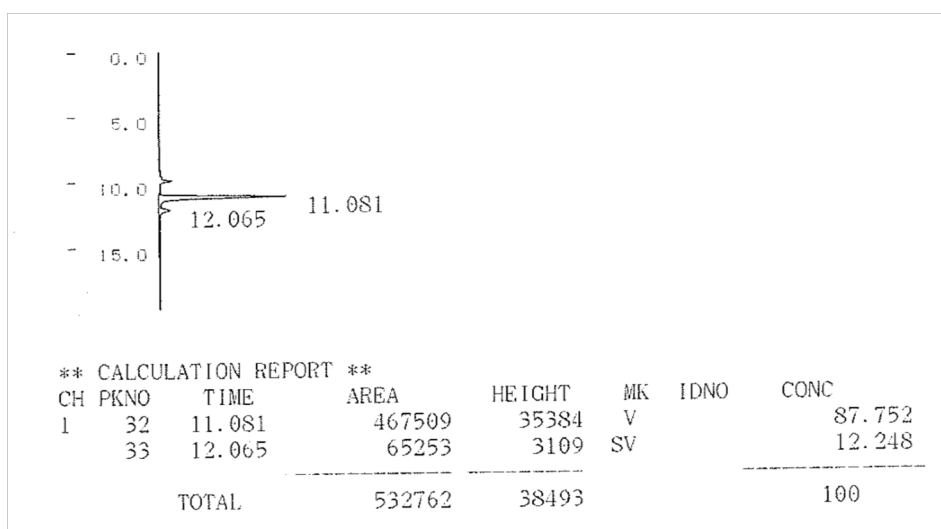 0.0
5.0
10.0
12.065 11.081
15.0
** CALCULATION REPORT **
CH PKNO TIME AREA HEIGHT MK IDNO CONC
1 32 11.081 467509 35384 V 87.752
33 12.065 65253 3109 SV 12.248
TOTAL 532762 38493 100